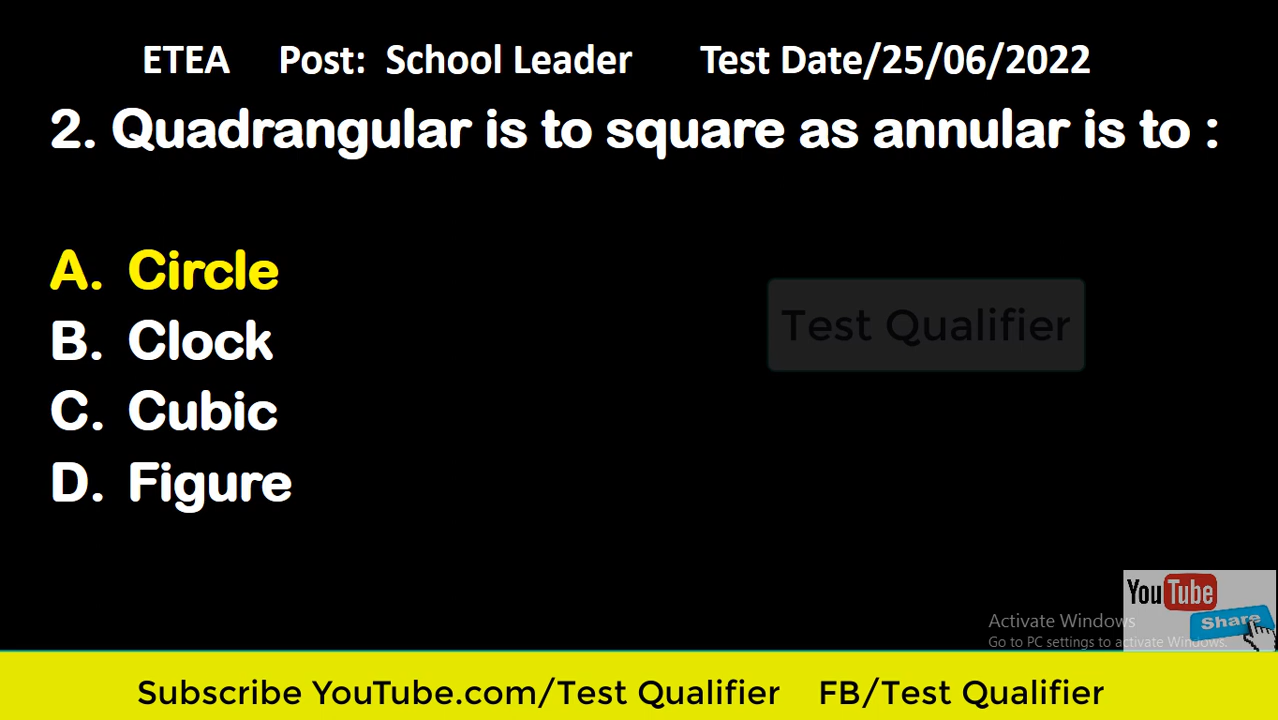 ETEA Post: School Leader Test Date/25/06/2022
2. Quadrangular is to square as annular is to :
A. Circle
Test Qualifier
B. Clock
C. Cubic
D. Figure
YouTube
Share
Activate Windows
Go to PC settings to activate Windows.
Subscribe YouTube.com/Test Qualifier FB/Test Qualifier